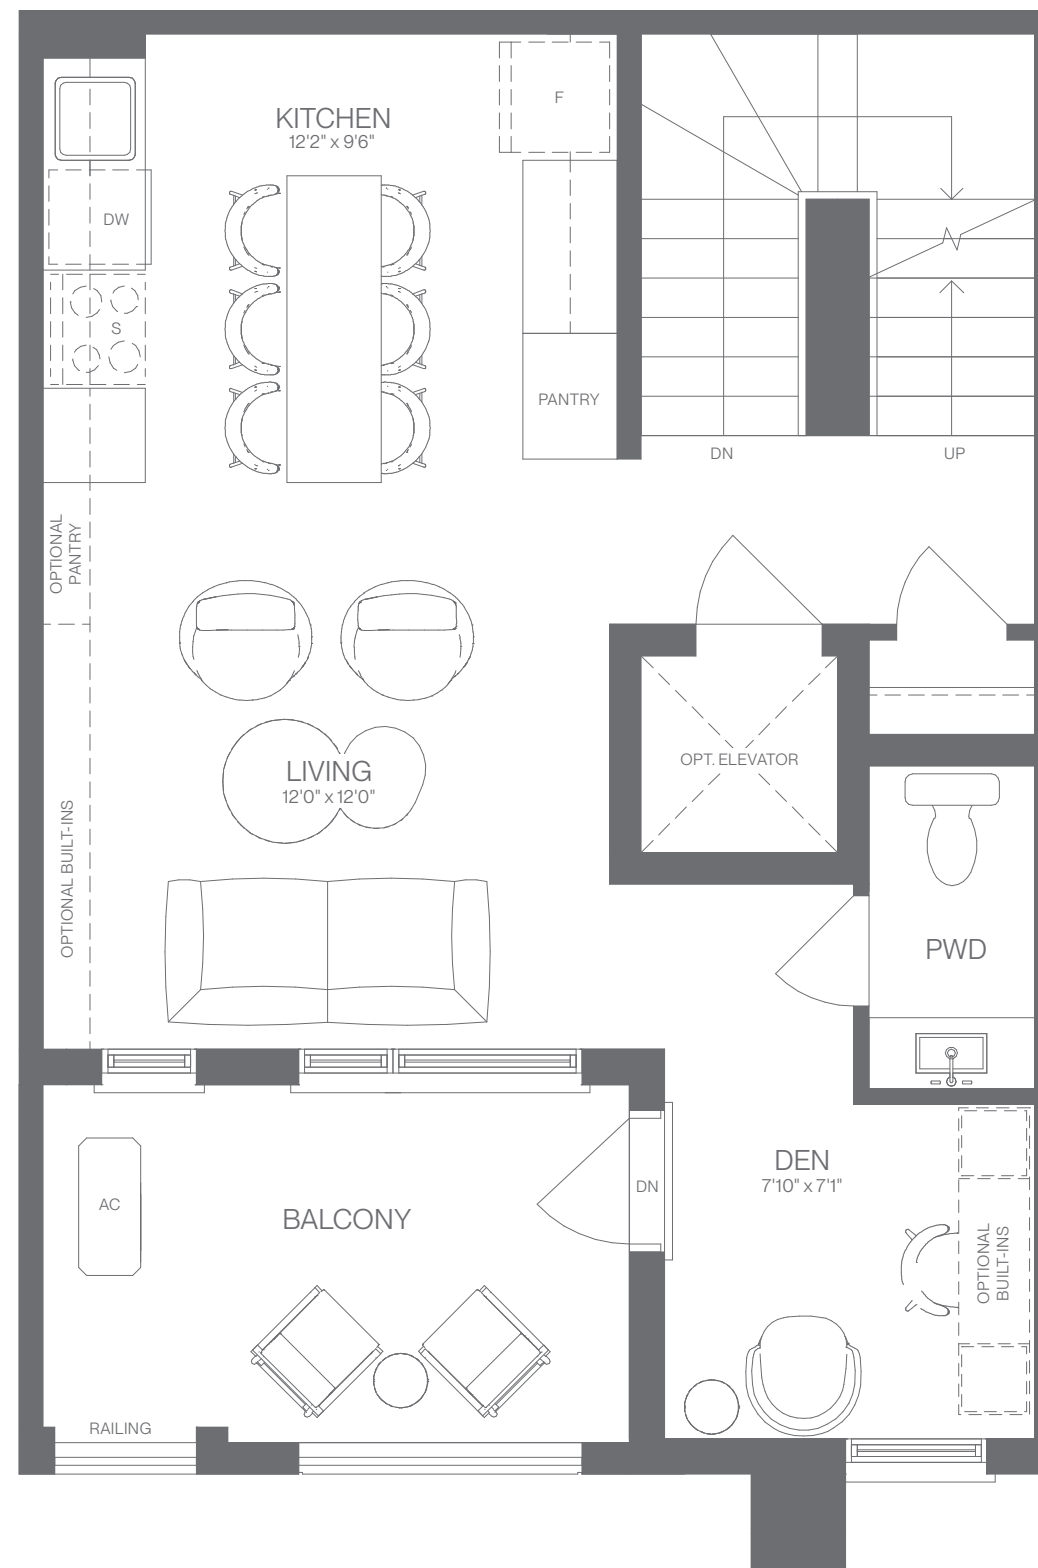 KITCHEN
12'2" x 9'6"
F
DW
S
PANTRY
DN
UP
OPTIONAL
PANTRY
OPT. ELEVATOR
LIVING
12'0" x 12'0"
OPTIONAL BUILT-INS
PWD
DEN
7'10" x 7'1"
DN
AC
BALCONY
OPTIONAL
BUILT-INS
RAILING